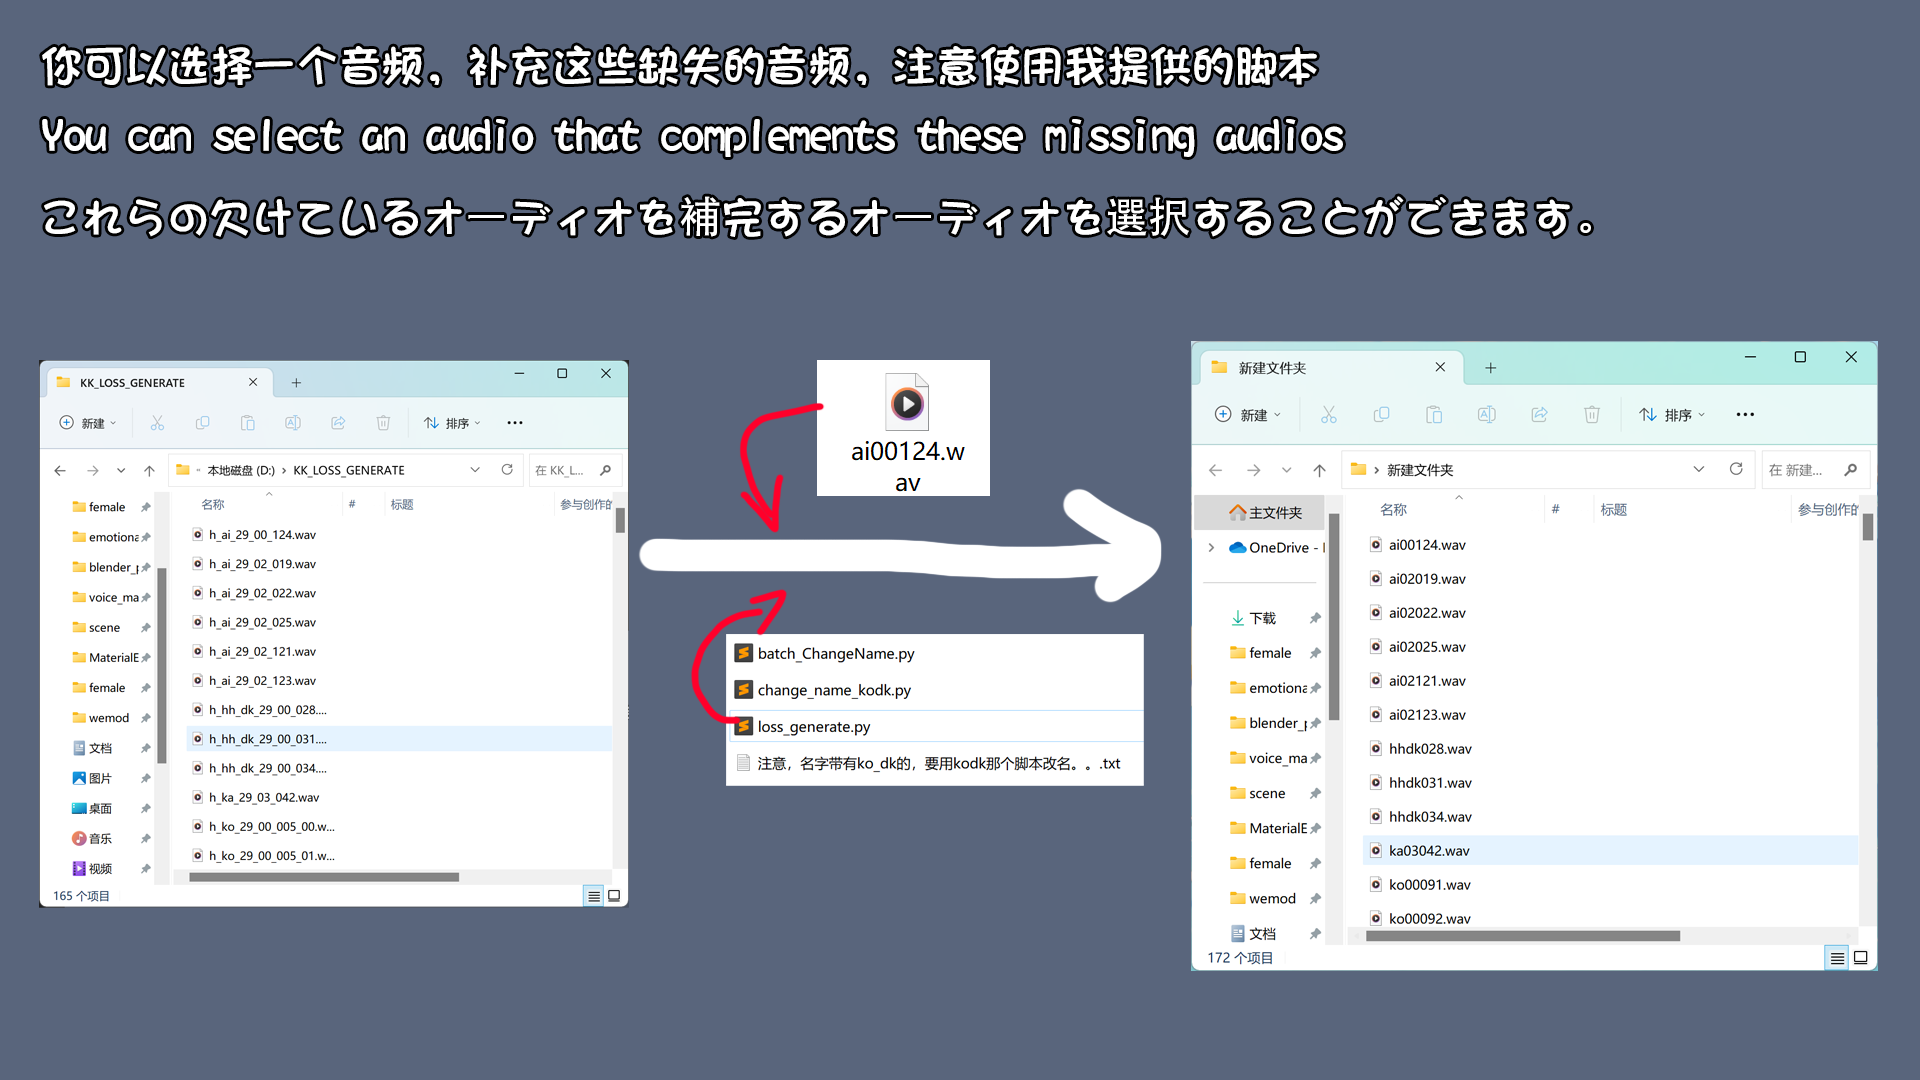 你可以选择一个音频，补充这些缺失的音频，注意使用我提供的脚本
You can select an audio that complements these missing audios
これらの欠けているオーディオを補完するオーディオを選択することができます。
KK_LOSS_GENERATE
新建
排序
本地磁盘 (D:) › KK_LOSS_GENERATE
在 KK_L...
名称 # 标题 参与创作的
female
emotiona
blender_p
voice_ma
scene
MaterialE
female
wemod
文档
图片
桌面
音乐
视频
h_ai_29_00_124.wav
h_ai_29_02_019.wav
h_ai_29_02_022.wav
h_ai_29_02_025.wav
h_ai_29_02_121.wav
h_ai_29_02_123.wav
h_hh_dk_29_00_028....
h_hh_dk_29_00_031....
h_hh_dk_29_00_034....
h_ka_29_03_042.wav
h_ko_29_00_005_00.w...
h_ko_29_00_005_01.w...
165 个项目
ai00124.w
av
batch_ChangeName.py
change_name_kodk.py
loss_generate.py
注意，名字带有ko_dk的，要用kodk那个脚本改名。。.txt
新建文件夹
新建
排序
› 新建文件夹
在 新建...
名称 # 标题 参与创作的
主文件夹
OneDrive -
下载
female
emotiona
blender_p
voice_ma
scene
MaterialE
female
wemod
文档
ai00124.wav
ai02019.wav
ai02022.wav
ai02025.wav
ai02121.wav
ai02123.wav
hhdk028.wav
hhdk031.wav
hhdk034.wav
ka03042.wav
ko00091.wav
ko00092.wav
172 个项目